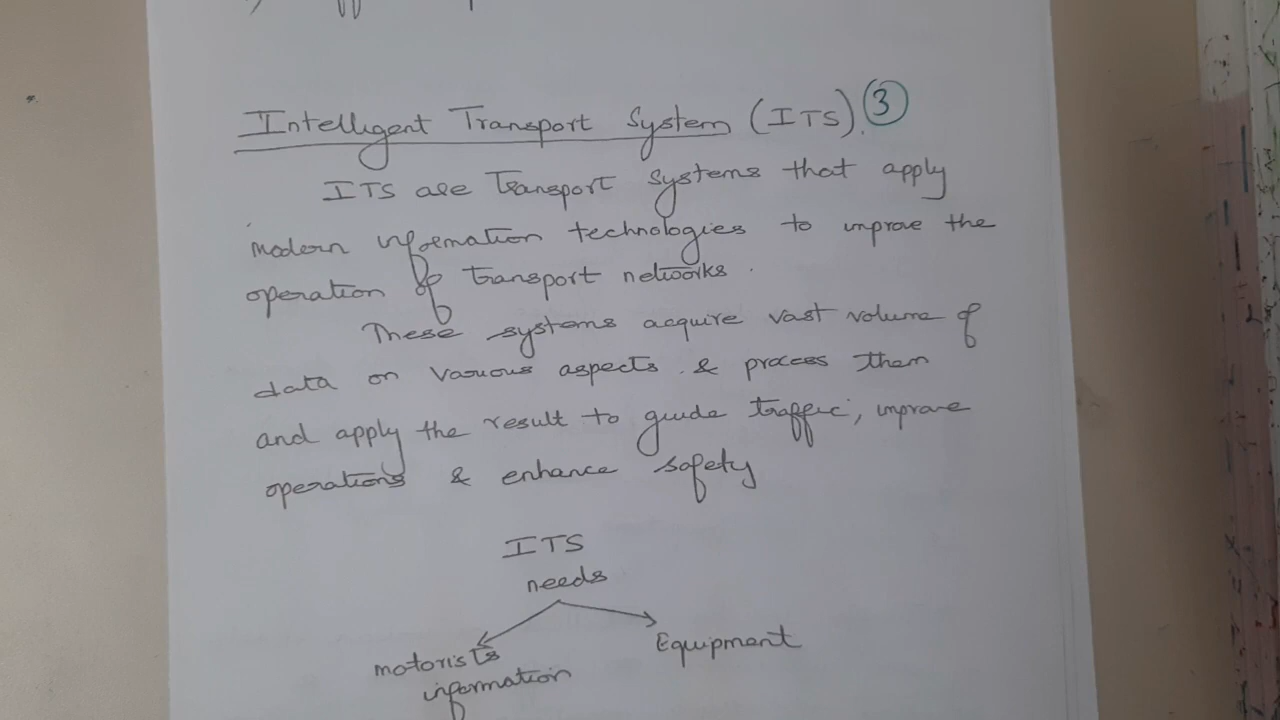 Intelligent Transport System (ITS). 3
ITS are Transport systems that apply
modern information technologies to improve the
operation of transport networks.
These systems acquire vast volume of
data on various aspects & process them
and apply the result to guide traffic, improve
operations & enhance safety
ITS
needs
motorists Equipment
information